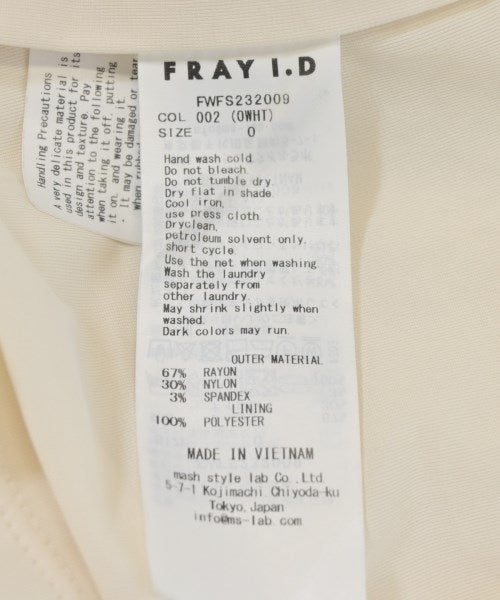 FRAY I.D
FWFS232009
COL 002 (OWHT)
SIZE 0
Hand wash cold.
Do not bleach.
Do not tumble dry.
Dry flat in shade.
Cool iron.
use press cloth.
Dryclean,
petroleum solvent only.
short cycle.
Use the net when washing.
Wash the laundry
separately from
other laundry.
May shrink slightly when
washed.
Dark colors may run.
OUTER MATERIAL
67% RAYON
30% NYLON
3% SPANDEX
LINING
100% POLYESTER
MADE IN VIETNAM
mash style lab Co.,Ltd.
5-7-1 Kojimachi Chiyoda-ku
Tokyo,Japan
info@ms-lab.com
Handling Precautions
A very delicate material is
used in this product for its
design and texture. Pay
attention to the following
when taking it off, putting
it on, and wearing it.
· It may be damaged or tear
when